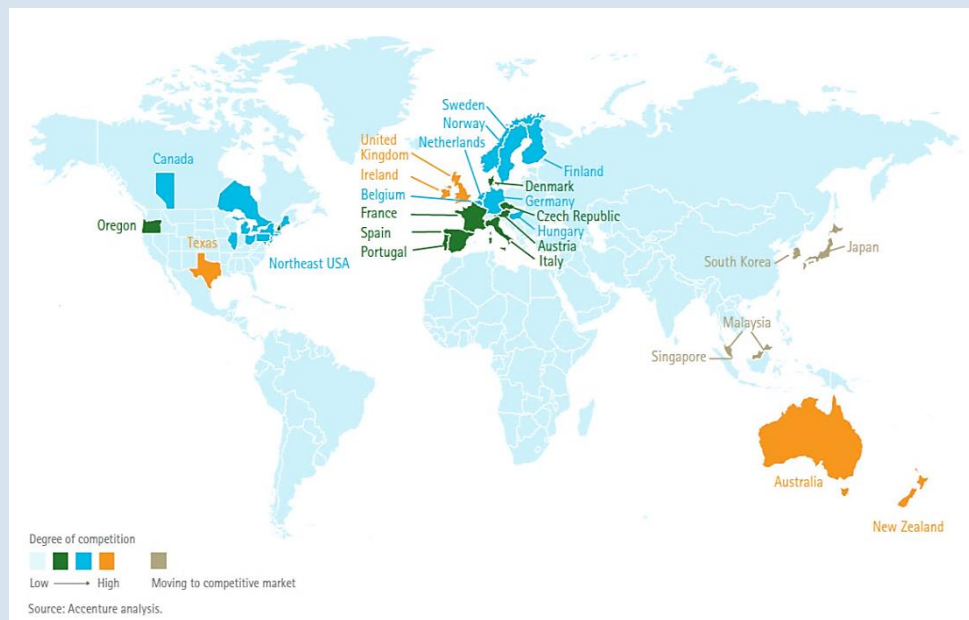 Sweden
Norway
Netherlands
United
Kingdom
Ireland
Belgium
France
Spain
Portugal
Finland
Denmark
Germany
Czech Republic
Hungary
Austria
Italy
Canada
Oregon
Texas
Northeast USA
South Korea
Japan
Malaysia
Singapore
Australia
New Zealand
Degree of competition
Low High Moving to competitive market
Source: Accenture analysis.